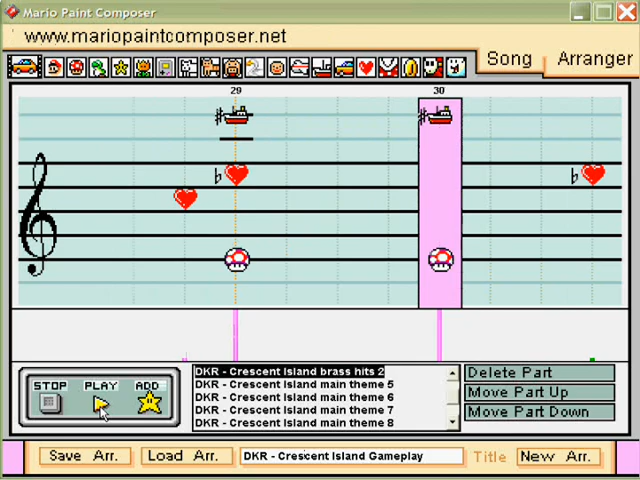 Mario Paint Composer
www.mariopaintcomposer.net
Song
Arranger
29
30
STOP
PLAY
ADD
DKR - Crescent Island brass hits 2
DKR - Crescent Island main theme 5
DKR - Crescent Island main theme 6
DKR - Crescent Island main theme 7
DKR - Crescent Island main theme 8
Delete Part
Move Part Up
Move Part Down
Save Arr.
Load Arr.
DKR - Crescent Island Gameplay
Title
New Arr.